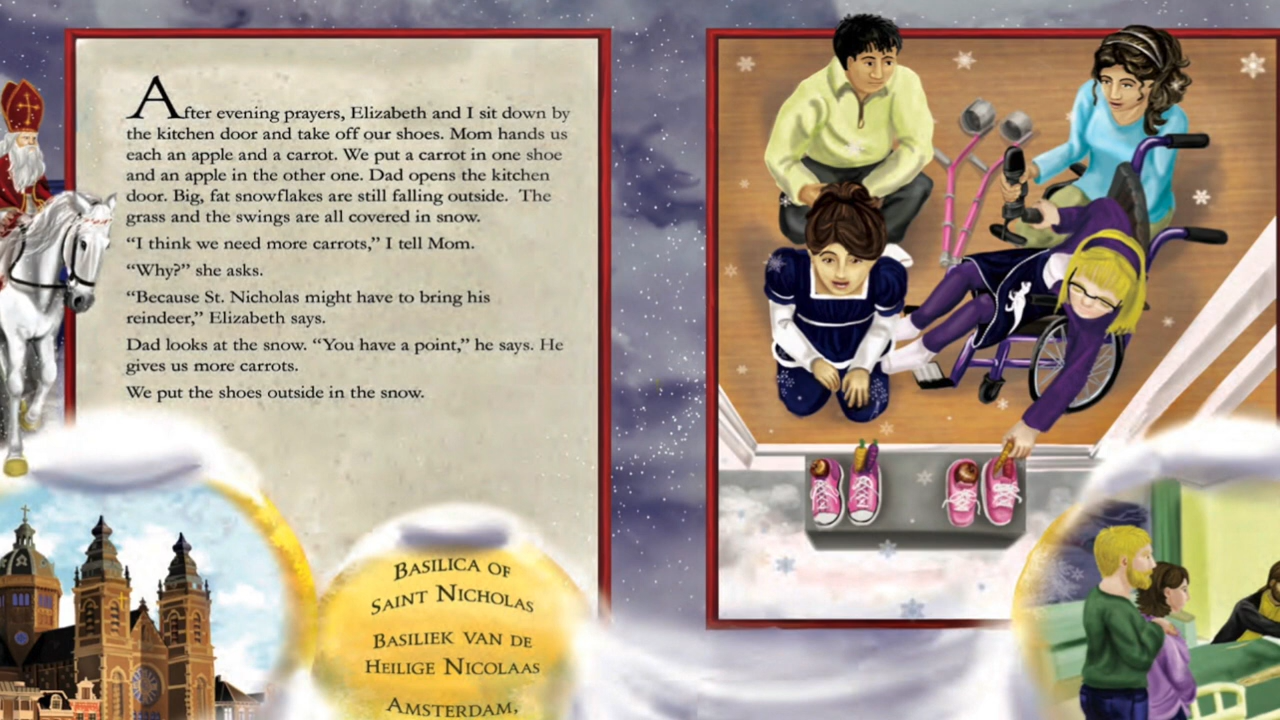 After evening prayers, Elizabeth and I sit down by
the kitchen door and take off our shoes. Mom hands us
each an apple and a carrot. We put a carrot in one shoe
and an apple in the other one. Dad opens the kitchen
door. Big, fat snowflakes are still falling outside. The
grass and the swings are all covered in snow.
“I think we need more carrots,” I tell Mom.
“Why?” she asks.
“Because St. Nicholas might have to bring his
reindeer,” Elizabeth says.
Dad looks at the snow. “You have a point,” he says. He
gives us more carrots.
We put the shoes outside in the snow.
Basilica of
Saint Nicholas
Basiliek van de
Heilige Nicolaas
Amsterdam,